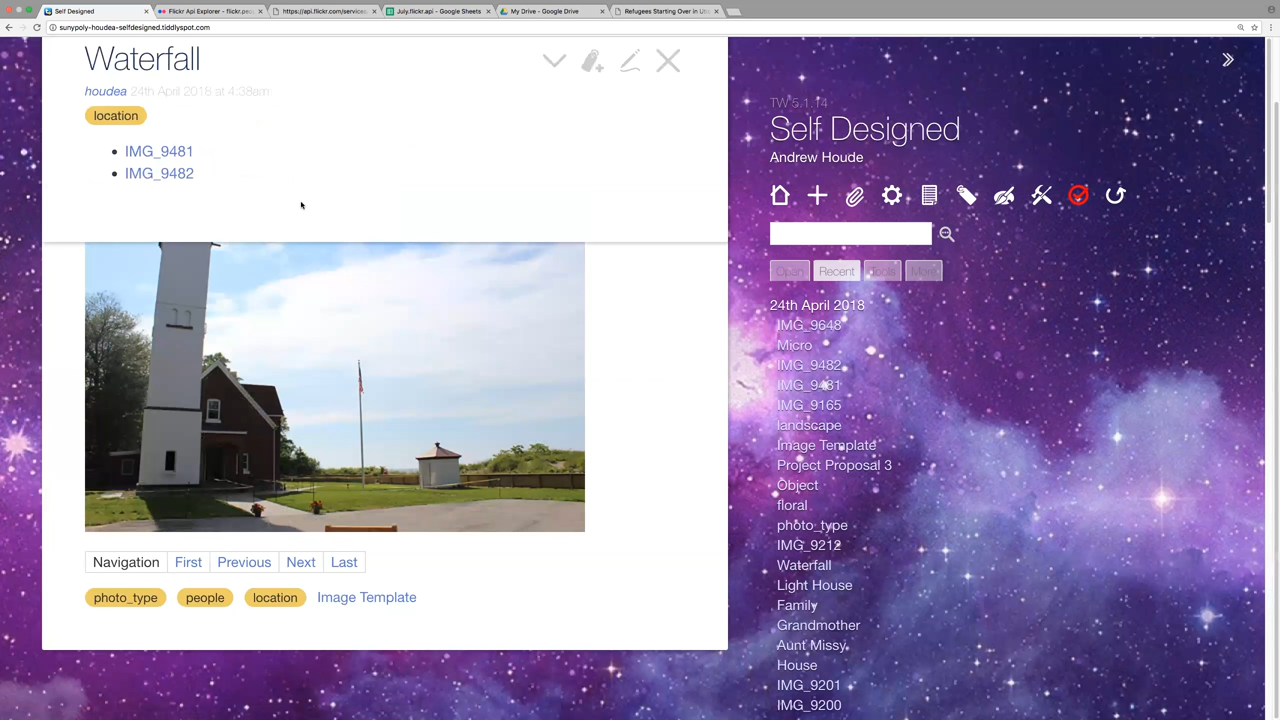 Self Designed
Flickr Api Explorer - flickr.peo
https://api.flickr.com/services
July.flickr.api - Google Sheets
My Drive - Google Drive
Refugees Starting Over in Utic
sunypoly-houdea-selfdesigned.tiddlyspot.com
Waterfall
houdea 24th April 2018 at 4:38am
location
IMG_9481
IMG_9482
Navigation First Previous Next Last
photo_type people location Image Template
TW 5.1.14
Self Designed
Andrew Houde
Open Recent Tools More
24th April 2018
IMG_9648
Micro
IMG_9482
IMG_9481
IMG_9165
landscape
Image Template
Project Proposal 3
Object
floral
photo_type
IMG_9212
Waterfall
Light House
Family
Grandmother
Aunt Missy
House
IMG_9201
IMG_9200